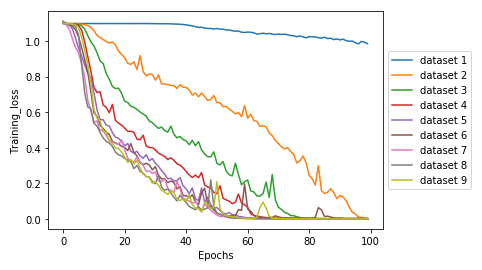 Training_loss
1.0
0.8
0.6
0.4
0.2
0.0
0
20
40
60
80
100
Epochs
dataset 1
dataset 2
dataset 3
dataset 4
dataset 5
dataset 6
dataset 7
dataset 8
dataset 9